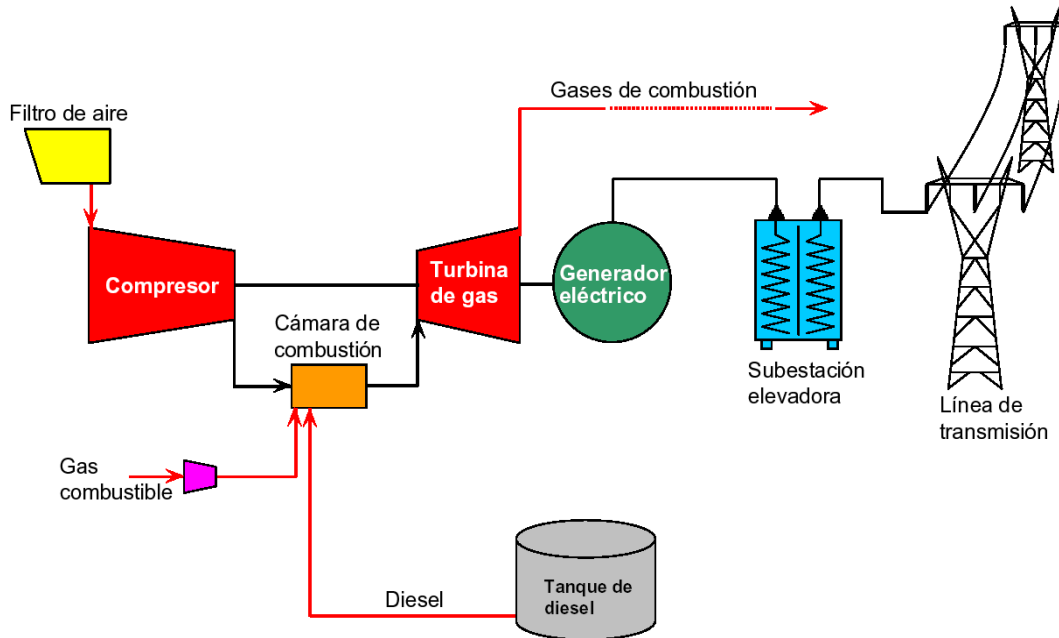 Gases de combustión
Filtro de aire
Compresor
Turbina
de gas
Generador
eléctrico
Cámara de
combustión
Subestación
elevadora
Línea de
transmisión
Gas
combustible
Diesel
Tanque de
diesel